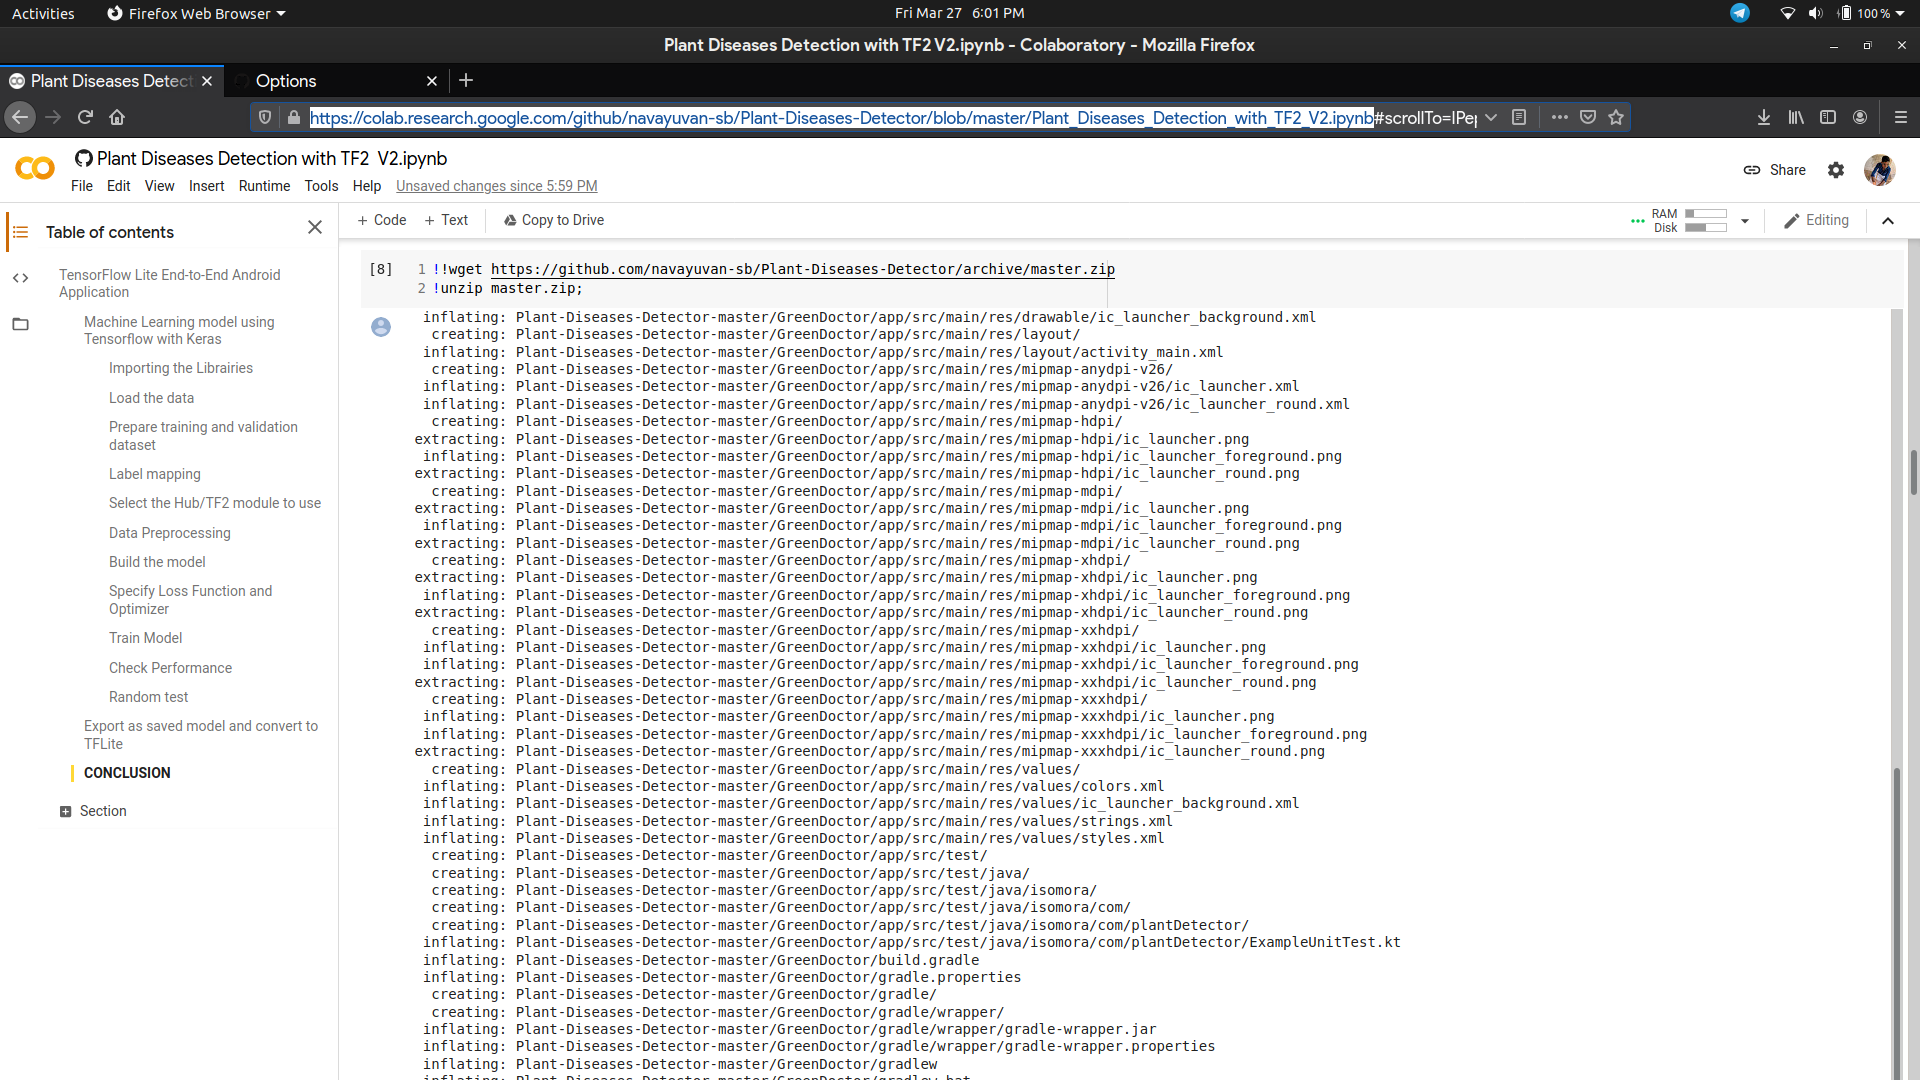 Activities Firefox Web Browser Fri Mar 27 6:01 PM 100 %
Plant Diseases Detection with TF2 V2.ipynb - Colaboratory - Mozilla Firefox
Plant Diseases Detect Options
https://colab.research.google.com/github/navayuvan-sb/Plant-Diseases-Detector/blob/master/Plant_Diseases_Detection_with_TF2_V2.ipynb#scrollTo=IPep
Plant Diseases Detection with TF2 V2.ipynb
File Edit View Insert Runtime Tools Help Unsaved changes since 5:59 PM
Share
Table of contents
TensorFlow Lite End-to-End Android
Application
Machine Learning model using
Tensorflow with Keras
Importing the Librairies
Load the data
Prepare training and validation
dataset
Label mapping
Select the Hub/TF2 module to use
Data Preprocessing
Build the model
Specify Loss Function and
Optimizer
Train Model
Check Performance
Random test
Export as saved model and convert to
TFLite
CONCLUSION
Section
+ Code + Text Copy to Drive
RAM
Disk
Editing
[8] 1 !!wget https://github.com/navayuvan-sb/Plant-Diseases-Detector/archive/master.zip
2 !unzip master.zip;
inflating: Plant-Diseases-Detector-master/GreenDoctor/app/src/main/res/drawable/ic_launcher_background.xml
creating: Plant-Diseases-Detector-master/GreenDoctor/app/src/main/res/layout/
inflating: Plant-Diseases-Detector-master/GreenDoctor/app/src/main/res/layout/activity_main.xml
creating: Plant-Diseases-Detector-master/GreenDoctor/app/src/main/res/mipmap-anydpi-v26/
inflating: Plant-Diseases-Detector-master/GreenDoctor/app/src/main/res/mipmap-anydpi-v26/ic_launcher.xml
inflating: Plant-Diseases-Detector-master/GreenDoctor/app/src/main/res/mipmap-anydpi-v26/ic_launcher_round.xml
creating: Plant-Diseases-Detector-master/GreenDoctor/app/src/main/res/mipmap-hdpi/
extracting: Plant-Diseases-Detector-master/GreenDoctor/app/src/main/res/mipmap-hdpi/ic_launcher.png
inflating: Plant-Diseases-Detector-master/GreenDoctor/app/src/main/res/mipmap-hdpi/ic_launcher_foreground.png
extracting: Plant-Diseases-Detector-master/GreenDoctor/app/src/main/res/mipmap-hdpi/ic_launcher_round.png
creating: Plant-Diseases-Detector-master/GreenDoctor/app/src/main/res/mipmap-mdpi/
extracting: Plant-Diseases-Detector-master/GreenDoctor/app/src/main/res/mipmap-mdpi/ic_launcher.png
inflating: Plant-Diseases-Detector-master/GreenDoctor/app/src/main/res/mipmap-mdpi/ic_launcher_foreground.png
extracting: Plant-Diseases-Detector-master/GreenDoctor/app/src/main/res/mipmap-mdpi/ic_launcher_round.png
creating: Plant-Diseases-Detector-master/GreenDoctor/app/src/main/res/mipmap-xhdpi/
extracting: Plant-Diseases-Detector-master/GreenDoctor/app/src/main/res/mipmap-xhdpi/ic_launcher.png
inflating: Plant-Diseases-Detector-master/GreenDoctor/app/src/main/res/mipmap-xhdpi/ic_launcher_foreground.png
extracting: Plant-Diseases-Detector-master/GreenDoctor/app/src/main/res/mipmap-xhdpi/ic_launcher_round.png
creating: Plant-Diseases-Detector-master/GreenDoctor/app/src/main/res/mipmap-xxhdpi/
inflating: Plant-Diseases-Detector-master/GreenDoctor/app/src/main/res/mipmap-xxhdpi/ic_launcher.png
inflating: Plant-Diseases-Detector-master/GreenDoctor/app/src/main/res/mipmap-xxhdpi/ic_launcher_foreground.png
extracting: Plant-Diseases-Detector-master/GreenDoctor/app/src/main/res/mipmap-xxhdpi/ic_launcher_round.png
creating: Plant-Diseases-Detector-master/GreenDoctor/app/src/main/res/mipmap-xxxhdpi/
inflating: Plant-Diseases-Detector-master/GreenDoctor/app/src/main/res/mipmap-xxxhdpi/ic_launcher.png
inflating: Plant-Diseases-Detector-master/GreenDoctor/app/src/main/res/mipmap-xxxhdpi/ic_launcher_foreground.png
extracting: Plant-Diseases-Detector-master/GreenDoctor/app/src/main/res/mipmap-xxxhdpi/ic_launcher_round.png
creating: Plant-Diseases-Detector-master/GreenDoctor/app/src/main/res/values/
inflating: Plant-Diseases-Detector-master/GreenDoctor/app/src/main/res/values/colors.xml
inflating: Plant-Diseases-Detector-master/GreenDoctor/app/src/main/res/values/ic_launcher_background.xml
inflating: Plant-Diseases-Detector-master/GreenDoctor/app/src/main/res/values/strings.xml
inflating: Plant-Diseases-Detector-master/GreenDoctor/app/src/main/res/values/styles.xml
creating: Plant-Diseases-Detector-master/GreenDoctor/app/src/test/
creating: Plant-Diseases-Detector-master/GreenDoctor/app/src/test/java/
creating: Plant-Diseases-Detector-master/GreenDoctor/app/src/test/java/isomora/
creating: Plant-Diseases-Detector-master/GreenDoctor/app/src/test/java/isomora/com/
creating: Plant-Diseases-Detector-master/GreenDoctor/app/src/test/java/isomora/com/plantDetector/
inflating: Plant-Diseases-Detector-master/GreenDoctor/app/src/test/java/isomora/com/plantDetector/ExampleUnitTest.kt
inflating: Plant-Diseases-Detector-master/GreenDoctor/build.gradle
inflating: Plant-Diseases-Detector-master/GreenDoctor/gradle.properties
creating: Plant-Diseases-Detector-master/GreenDoctor/gradle/
creating: Plant-Diseases-Detector-master/GreenDoctor/gradle/wrapper/
inflating: Plant-Diseases-Detector-master/GreenDoctor/gradle/wrapper/gradle-wrapper.jar
inflating: Plant-Diseases-Detector-master/GreenDoctor/gradle/wrapper/gradle-wrapper.properties
inflating: Plant-Diseases-Detector-master/GreenDoctor/gradlew
inflating: Plant-Diseases-Detector-master/GreenDoctor/gradlew.bat